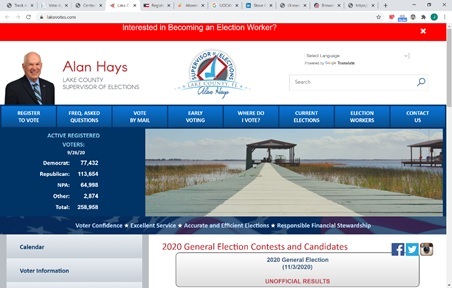 lakevotes.com
Interested in Becoming an Election Worker?
Alan Hays
LAKE COUNTY
SUPERVISOR OF ELECTIONS
SUPERVISOR OF ELECTIONS
LAKE COUNTY, FL
Alan Hays
Select Language
Powered by Google Translate
Search
REGISTER TO VOTE
FREQ. ASKED QUESTIONS
VOTE BY MAIL
EARLY VOTING
WHERE DO I VOTE?
CURRENT ELECTIONS
ELECTION WORKERS
CONTACT US
ACTIVE REGISTERED
VOTERS:
9/26/20
Democrat: 77,432
Republican: 113,654
NPA: 64,998
Other: 2,874
Total: 258,958
Voter Confidence ★ Excellent Service ★ Accurate and Efficient Elections ★ Responsible Financial Stewardship
Calendar
Voter Information
2020 General Election Contests and Candidates
2020 General Election
(11/3/2020)
UNOFFICIAL RESULTS